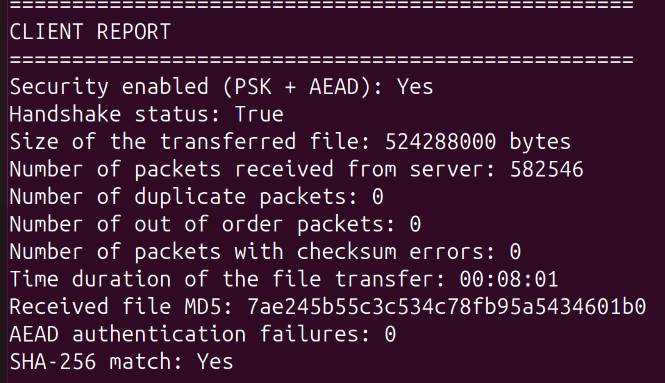 ==================================================
CLIENT REPORT
==================================================
Security enabled (PSK + AEAD): Yes
Handshake status: True
Size of the transferred file: 524288000 bytes
Number of packets received from server: 582546
Number of duplicate packets: 0
Number of out of order packets: 0
Number of packets with checksum errors: 0
Time duration of the file transfer: 00:08:01
Received file MD5: 7ae245b55c3c534c78fb95a5434601b0
AEAD authentication failures: 0
SHA-256 match: Yes